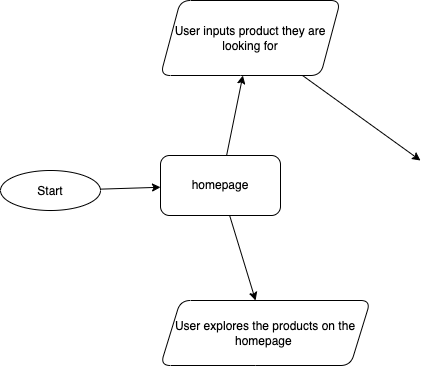 User inputs product they are
looking for
homepage
Start
User explores the products on the
homepage